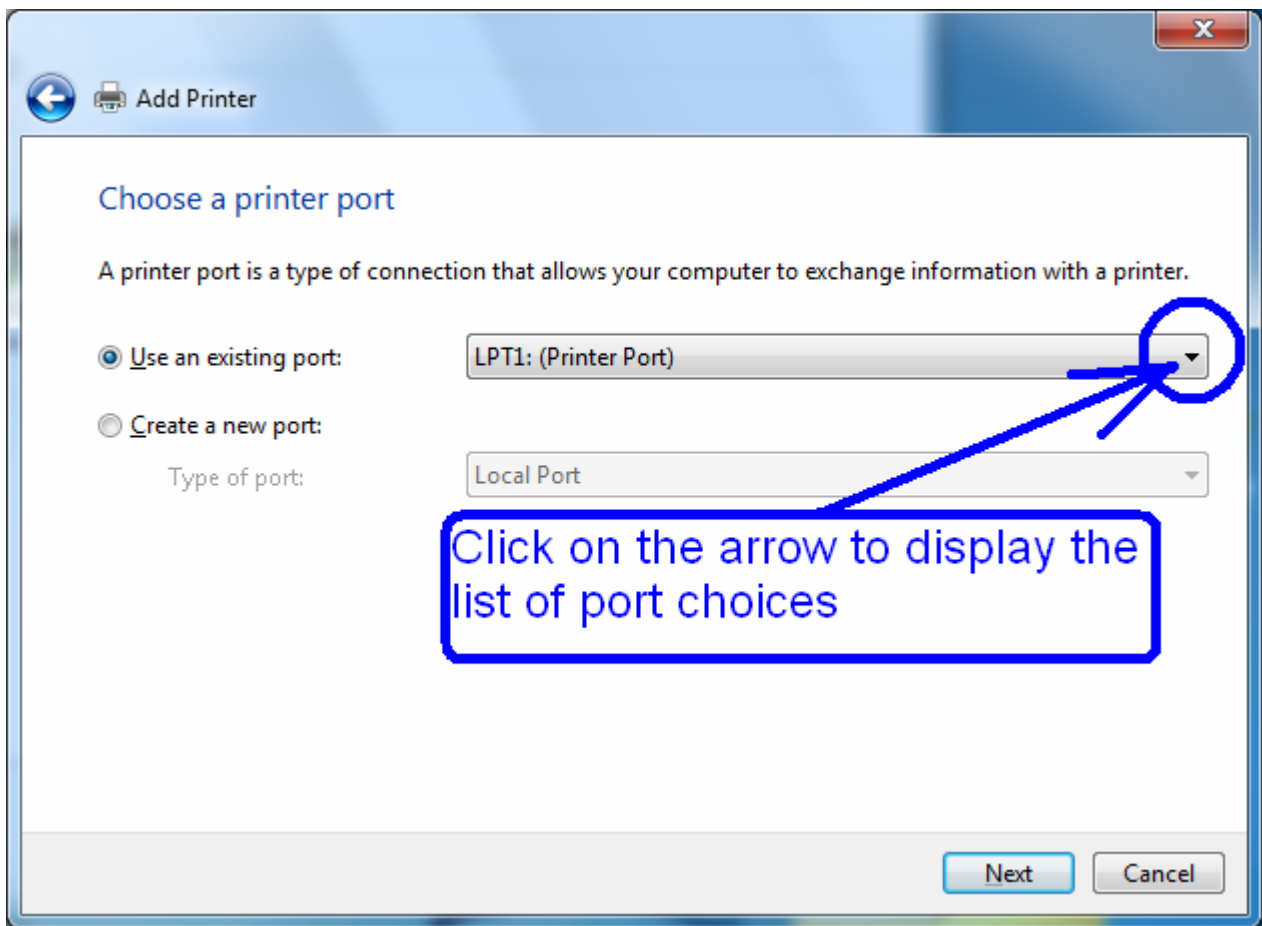 Add Printer
Choose a printer port
A printer port is a type of connection that allows your computer to exchange information with a printer.
Use an existing port:
LPT1: (Printer Port)
Create a new port:
Type of port:
Local Port
Click on the arrow to display the
list of port choices
Next
Cancel